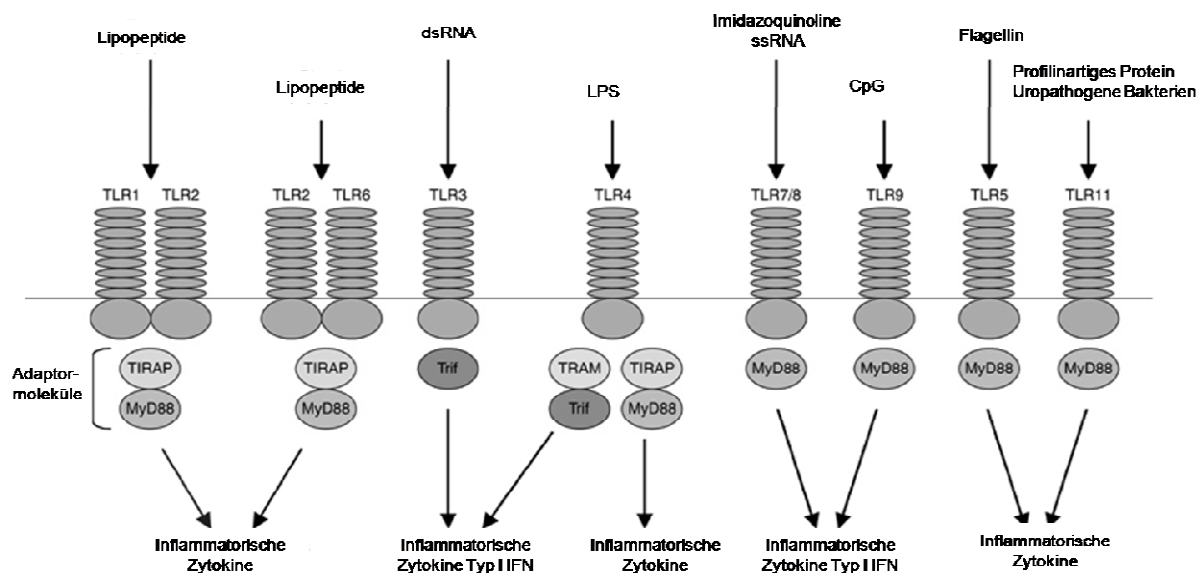 Lipopeptide
dsRNA
Imidazoquinoline
ssRNA
Flagellin
Lipopeptide
LPS
CpG
Profilinartiges Protein
Uropathogene Bakterien
TLR1 TLR2
TLR2 TLR6
TLR3
TLR4
TLR7/8
TLR9
TLR5
TLR11
Adaptor-
moleküle
TIRAP
MyD88
TIRAP
MyD88
Trif
TRAM
Trif
TIRAP
MyD88
MyD88
MyD88
MyD88
MyD88
Inflammatorische
Zytokine
Inflammatorische
Zytokine Typ I IFN
Inflammatorische
Zytokine
Inflammatorische
Zytokine Typ I IFN
Inflammatorische
Zytokine